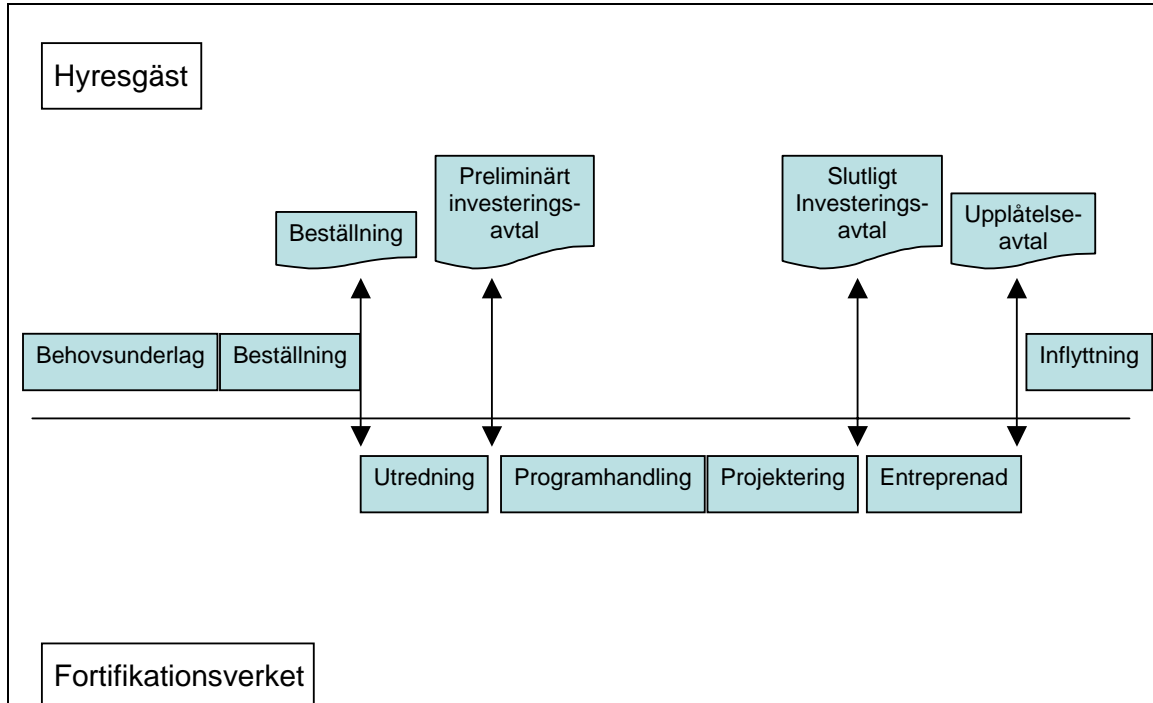 Hyresgäst
Preliminärt
investerings-
avtal
Slutligt
Investerings-
avtal
Beställning
Upplåtelse-
avtal
Behovsunderlag
Beställning
Inflyttning
Utredning
Programhandling
Projektering
Entreprenad
Fortifikationsverket